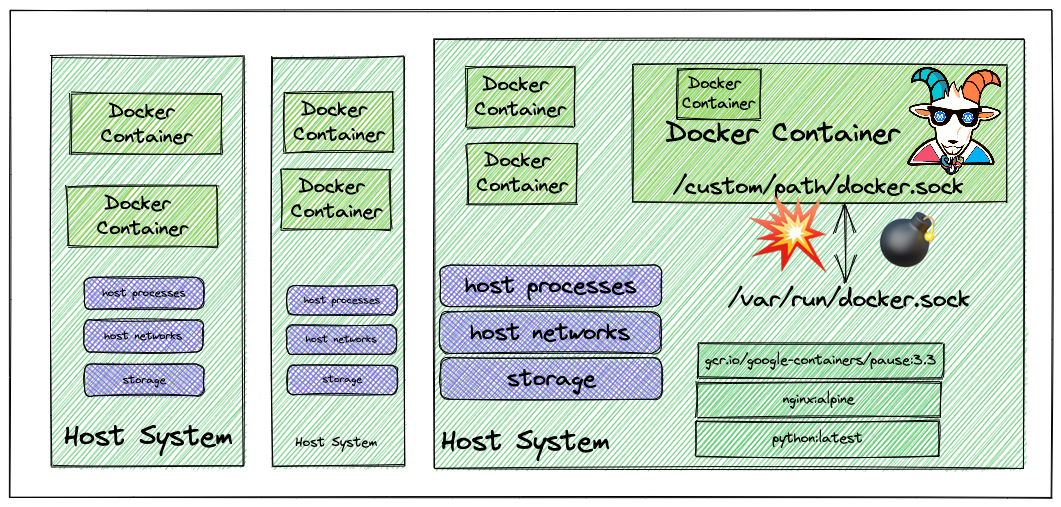 Docker
Container
Docker
Container
host processes
host networks
storage
Host System
Docker
Container
Docker
Container
host processes
host networks
storage
Host System
Docker
Container
Docker
Container
host processes
host networks
storage
Host System
Docker
Container
Docker Container
/custom/path/docker.sock
/var/run/docker.sock
gcr.io/google-containers/pause:3.3
nginx:alpine
python:latest